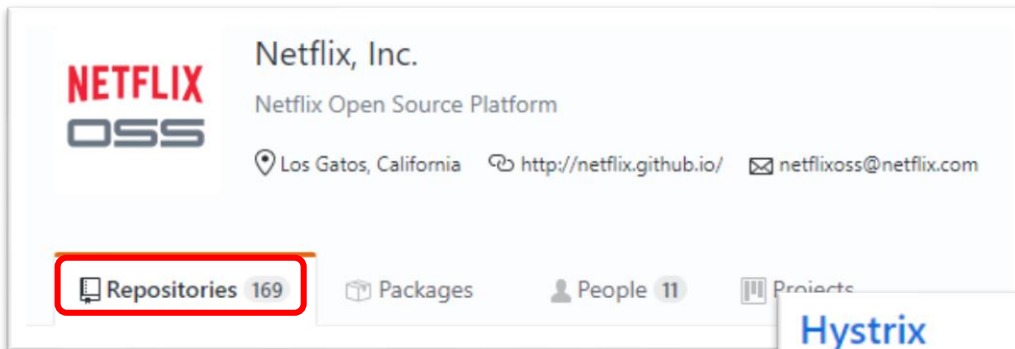 NETFLIX
OSS
Netflix, Inc.
Netflix Open Source Platform
Los Gatos, California http://netflix.github.io/ netflixoss@netflix.com
Repositories 169 Packages People 11 Projects
Hystrix